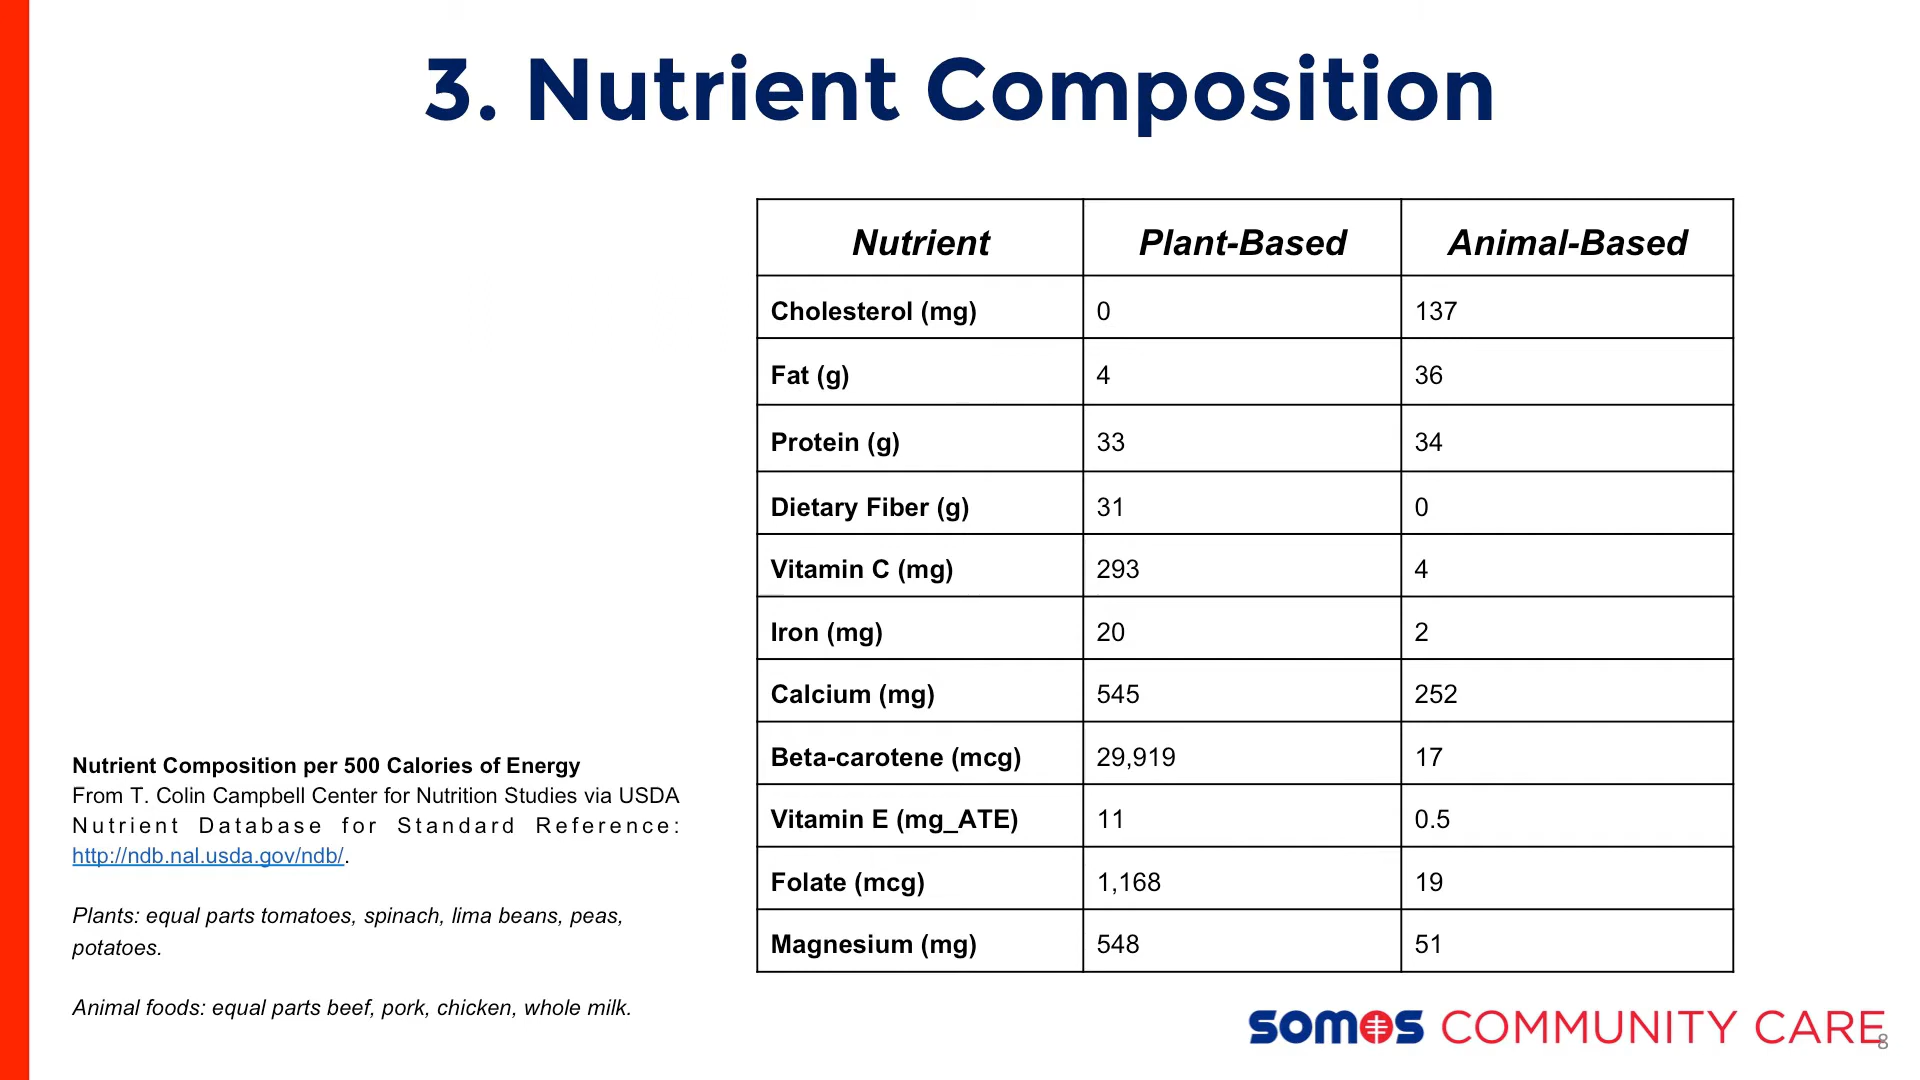 3. Nutrient Composition
Nutrient Plant-Based Animal-Based
Cholesterol (mg) 0 137
Fat (g) 4 36
Protein (g) 33 34
Dietary Fiber (g) 31 0
Vitamin C (mg) 293 4
Iron (mg) 20 2
Calcium (mg) 545 252
Beta-carotene (mcg) 29,919 17
Vitamin E (mg_ATE) 11 0.5
Folate (mcg) 1,168 19
Magnesium (mg) 548 51
Nutrient Composition per 500 Calories of Energy
From T. Colin Campbell Center for Nutrition Studies via USDA
Nutrient Database for Standard Reference:
http://ndb.nal.usda.gov/ndb/.
Plants: equal parts tomatoes, spinach, lima beans, peas,
potatoes.
Animal foods: equal parts beef, pork, chicken, whole milk.
SOMOS COMMUNITY CARE
8